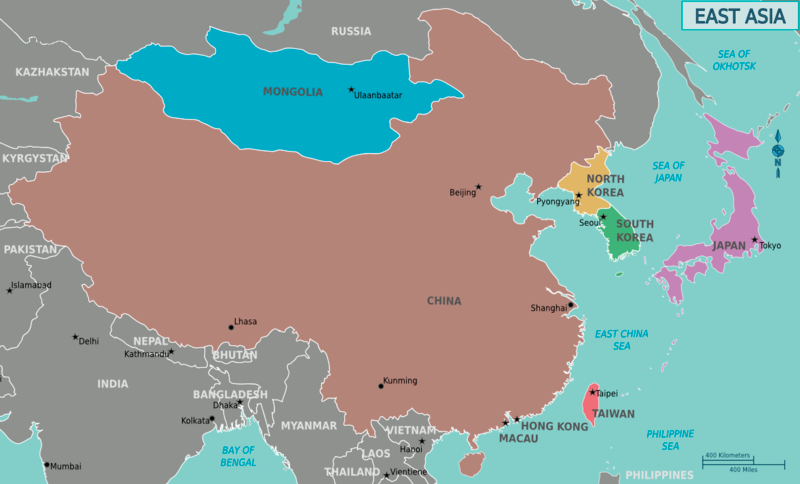 EAST ASIA
RUSSIA
SEA OF
OKHOTSK
KAZHAKSTAN
MONGOLIA
Ulaanbaatar
KYRGYSTAN
SEA OF
JAPAN
N
NORTH
KOREA
Beijing
Pyongyang
Seoul
SOUTH
KOREA
JAPAN
Tokyo
PAKISTAN
Islamabad
CHINA
Shanghai
Lhasa
Delhi
NEPAL
Kathmandu
BHUTAN
EAST CHINA
SEA
INDIA
Kunming
BANGLADESH
Dhaka
Taipei
TAIWAN
Kolkata
MYANMAR
VIETNAM
Hanoi
HONG KONG
MACAU
PHILIPPINE
SEA
BAY OF
BENGAL
LAOS
Mumbai
THAILAND
Vientiene
PHILIPPINES
400 Kilometers
400 Miles